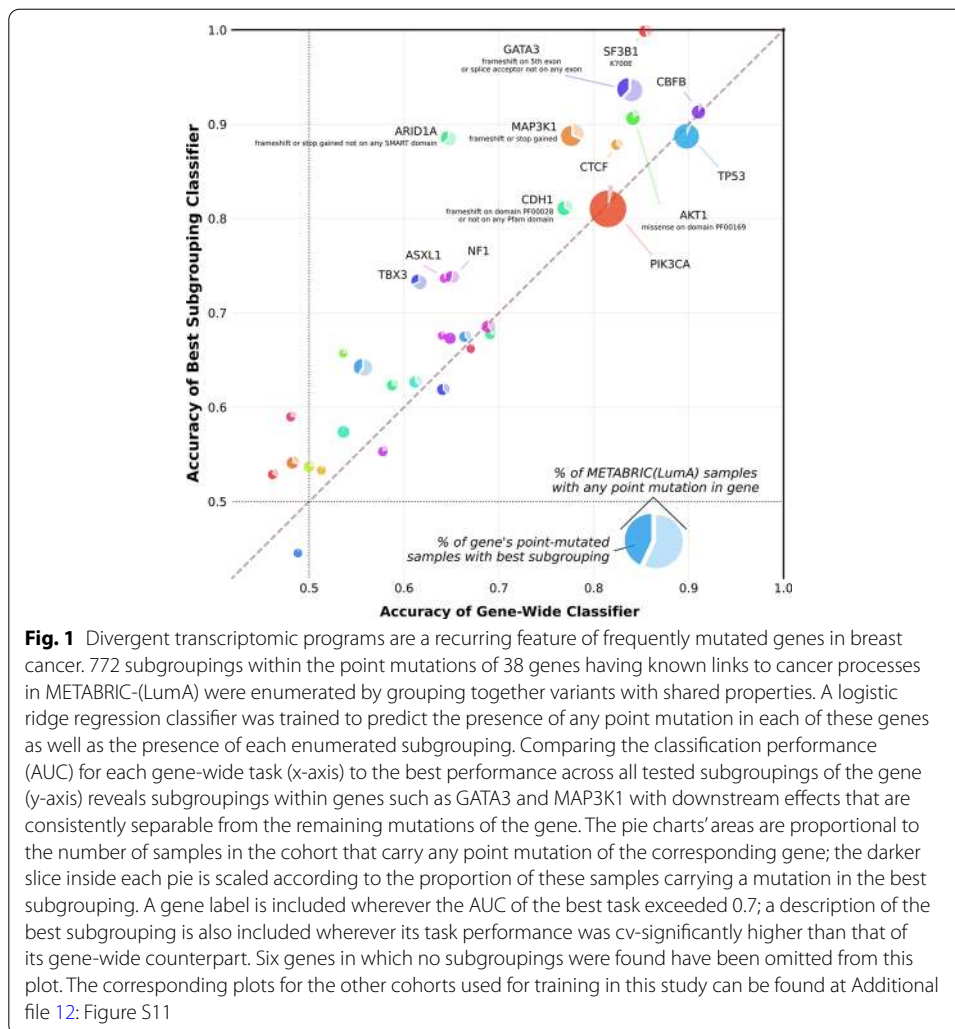 1.0
0.9
0.8
0.7
0.6
0.5
Accuracy of Best Subgrouping Classifier
GATA3
frameshift on 5th exon
or splice acceptor not on any exon
SF3B1
K700E
CBFB
ARID1A
frameshift or stop gained not on any SMART domain
MAP3K1
frameshift or stop gained
CTCF
TP53
CDH1
frameshift on domain PF00028
or not on any Pfam domain
AKT1
missense on domain PF00169
PIK3CA
ASXL1
NF1
TBX3
% of METABRIC(LumA) samples
with any point mutation in gene
% of gene's point-mutated
samples with best subgrouping
0.5 0.6 0.7 0.8 0.9 1.0
Accuracy of Gene-Wide Classifier
Fig. 1 Divergent transcriptomic programs are a recurring feature of frequently mutated genes in breast
cancer. 772 subgroupings within the point mutations of 38 genes having known links to cancer processes
in METABRIC-(LumA) were enumerated by grouping together variants with shared properties. A logistic
ridge regression classifier was trained to predict the presence of any point mutation in each of these genes
as well as the presence of each enumerated subgrouping. Comparing the classification performance
(AUC) for each gene-wide task (x-axis) to the best performance across all tested subgroupings of the gene
(y-axis) reveals subgroupings within genes such as GATA3 and MAP3K1 with downstream effects that are
consistently separable from the remaining mutations of the gene. The pie charts' areas are proportional to
the number of samples in the cohort that carry any point mutation of the corresponding gene; the darker
slice inside each pie is scaled according to the proportion of these samples carrying a mutation in the best
subgrouping. A gene label is included wherever the AUC of the best task exceeded 0.7; a description of the
best subgrouping is also included wherever its task performance was cv-significantly higher than that of
its gene-wide counterpart. Six genes in which no subgroupings were found have been omitted from this
plot. The corresponding plots for the other cohorts used for training in this study can be found at Additional
file 12: Figure S11